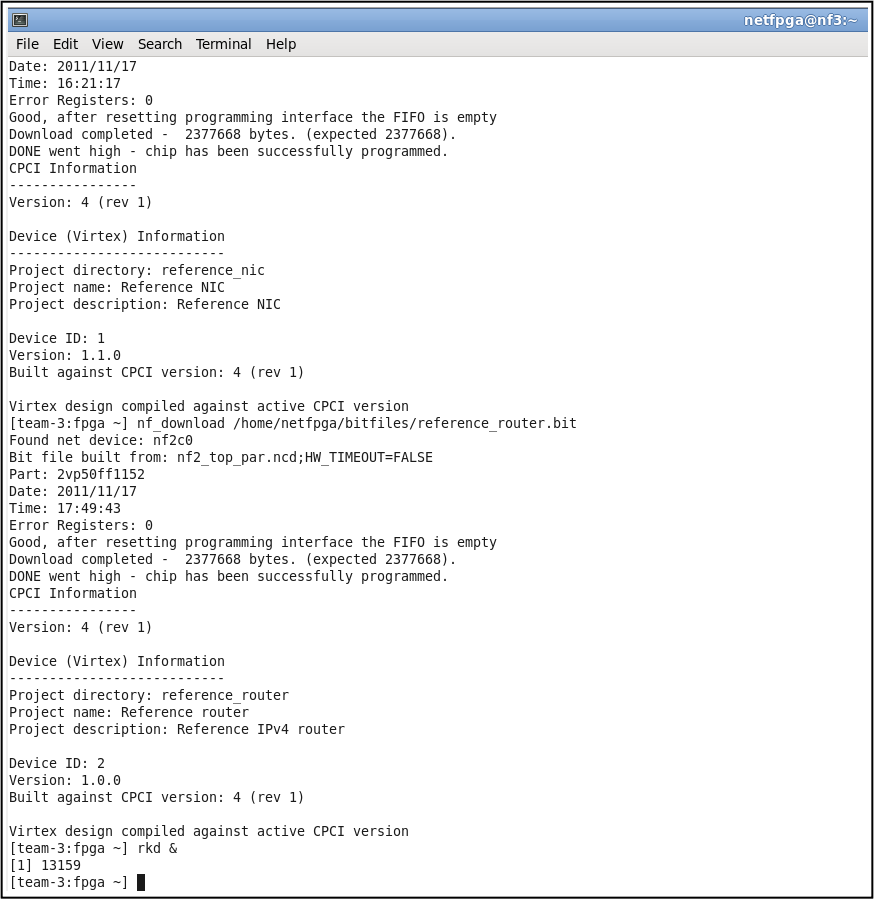 netfpga@nf3:~
File Edit View Search Terminal Help
Date: 2011/11/17
Time: 16:21:17
Error Registers: 0
Good, after resetting programming interface the FIFO is empty
Download completed -  2377668 bytes. (expected 2377668).
DONE went high - chip has been successfully programmed.
CPCI Information
----------------
Version: 4 (rev 1)

Device (Virtex) Information
---------------------------
Project directory: reference_nic
Project name: Reference NIC
Project description: Reference NIC

Device ID: 1
Version: 1.1.0
Built against CPCI version: 4 (rev 1)

Virtex design compiled against active CPCI version
[team-3:fpga ~] nf_download /home/netfpga/bitfiles/reference_router.bit
Found net device: nf2c0
Bit file built from: nf2_top_par.ncd;HW_TIMEOUT=FALSE
Part: 2vp50ff1152
Date: 2011/11/17
Time: 17:49:43
Error Registers: 0
Good, after resetting programming interface the FIFO is empty
Download completed -  2377668 bytes. (expected 2377668).
DONE went high - chip has been successfully programmed.
CPCI Information
----------------
Version: 4 (rev 1)

Device (Virtex) Information
---------------------------
Project directory: reference_router
Project name: Reference router
Project description: Reference IPv4 router

Device ID: 2
Version: 1.0.0
Built against CPCI version: 4 (rev 1)

Virtex design compiled against active CPCI version
[team-3:fpga ~] rkd &
[1] 13159
[team-3:fpga ~]